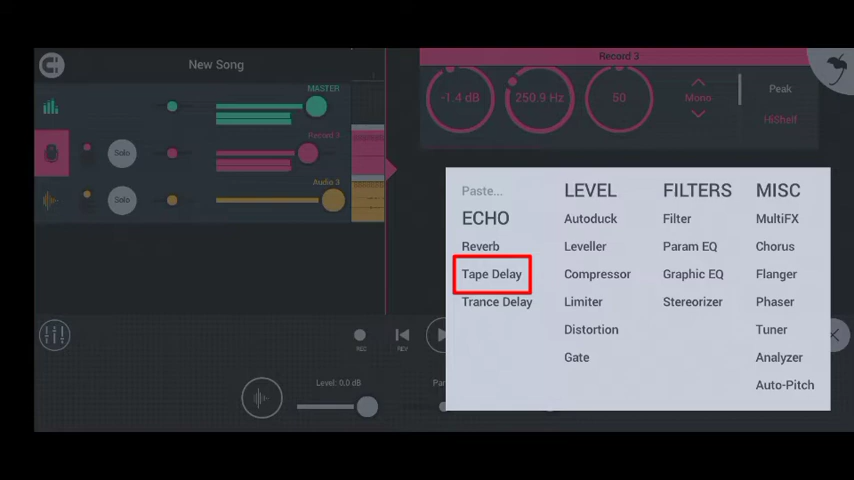 New Song
MASTER
Record 3
Solo
Audio 3
Solo
Record 3
-1.4 dB
250.9 Hz
50
Mono
Peak
HiShelf
Paste...
ECHO
Reverb
Tape Delay
Trance Delay
LEVEL
Autoduck
Leveller
Compressor
Limiter
Distortion
Gate
FILTERS
Filter
Param EQ
Graphic EQ
Stereorizer
MISC
MultiFX
Chorus
Flanger
Phaser
Tuner
Analyzer
Auto-Pitch
REC
REV
Level: 0.0 dB